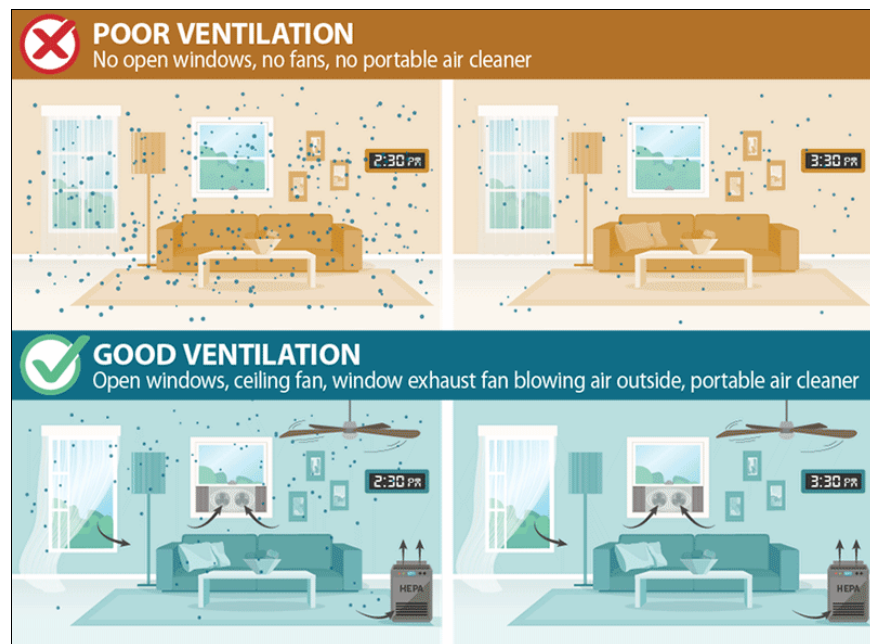 POOR VENTILATION
No open windows, no fans, no portable air cleaner
2:30 PM
3:30 PM
GOOD VENTILATION
Open windows, ceiling fan, window exhaust fan blowing air outside, portable air cleaner
2:30 PM
3:30 PM
HEPA
HEPA